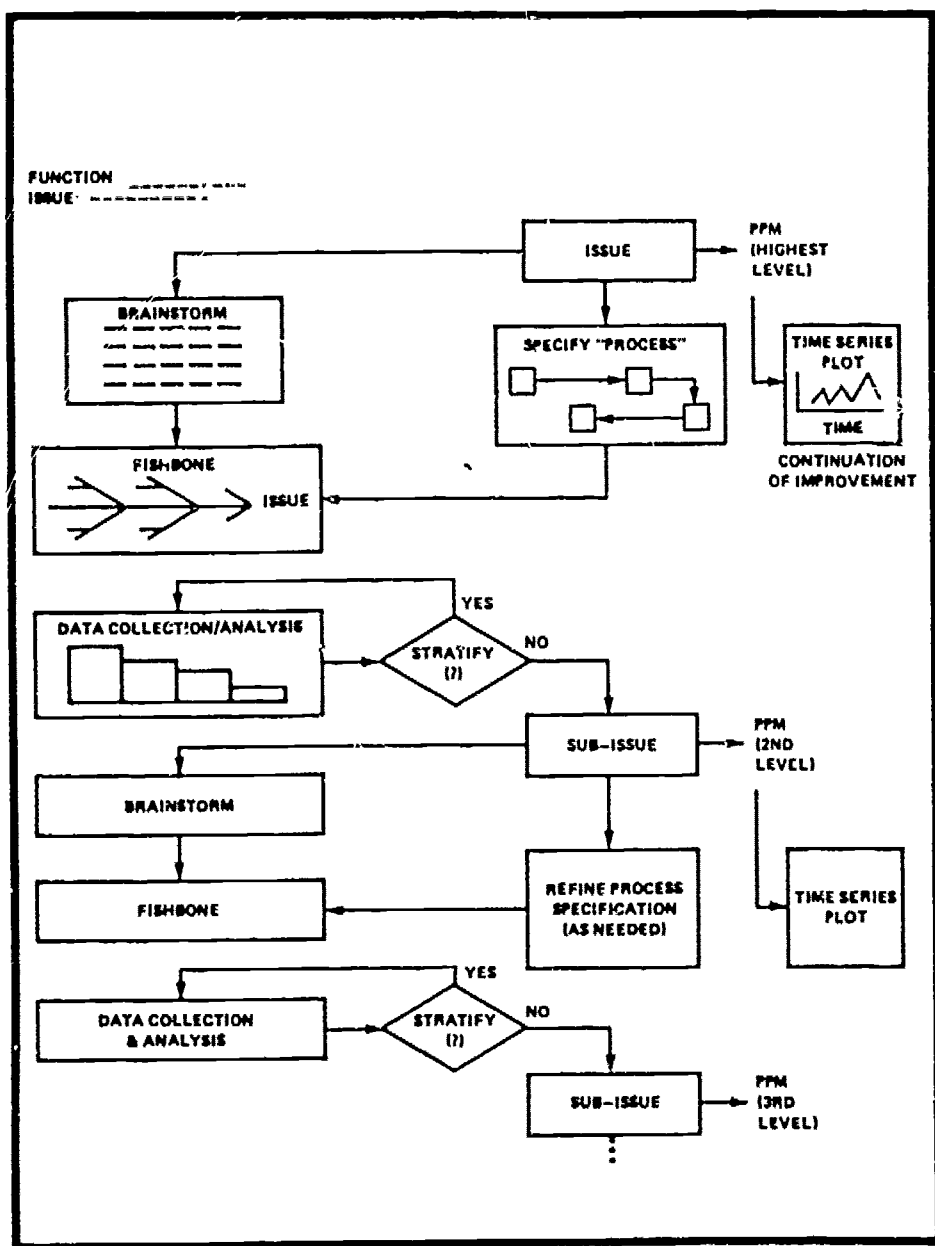 FUNCTION
ISSUE:
ISSUE
PPM
(HIGHEST
LEVEL)
BRAINSTORM
SPECIFY "PROCESS"
TIME SERIES
PLOT
TIME
CONTINUATION
OF IMPROVEMENT
FISHBONE
ISSUE
YES
DATA COLLECTION/ANALYSIS
STRATIFY
(?)
NO
SUB-ISSUE
PPM
(2ND
LEVEL)
BRAINSTORM
REFINE PROCESS
SPECIFICATION
(AS NEEDED)
TIME SERIES
PLOT
FISHBONE
YES
DATA COLLECTION
& ANALYSIS
STRATIFY
(?)
NO
SUB-ISSUE
PPM
(3RD
LEVEL)